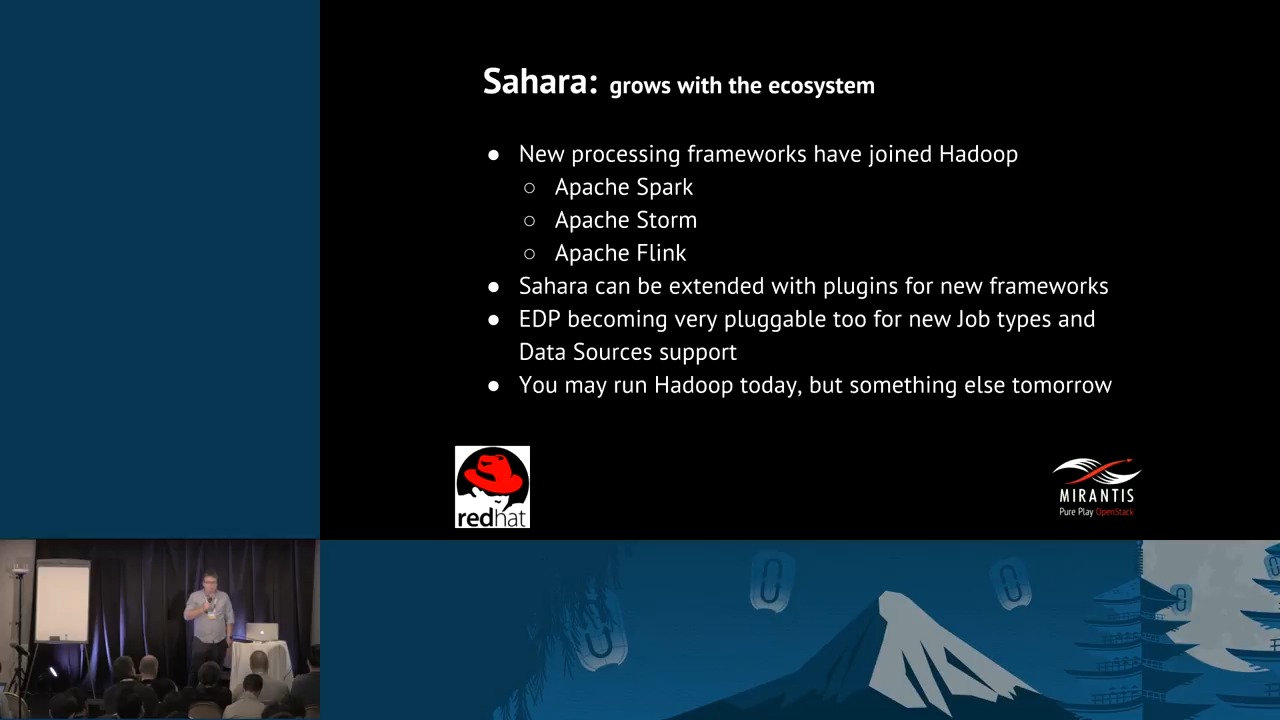 Sahara: grows with the ecosystem
● New processing frameworks have joined Hadoop
○ Apache Spark
○ Apache Storm
○ Apache Flink
● Sahara can be extended with plugins for new frameworks
● EDP becoming very pluggable too for new Job types and
Data Sources support
● You may run Hadoop today, but something else tomorrow
redhat
MIRANTIS
Pure Play OpenStack